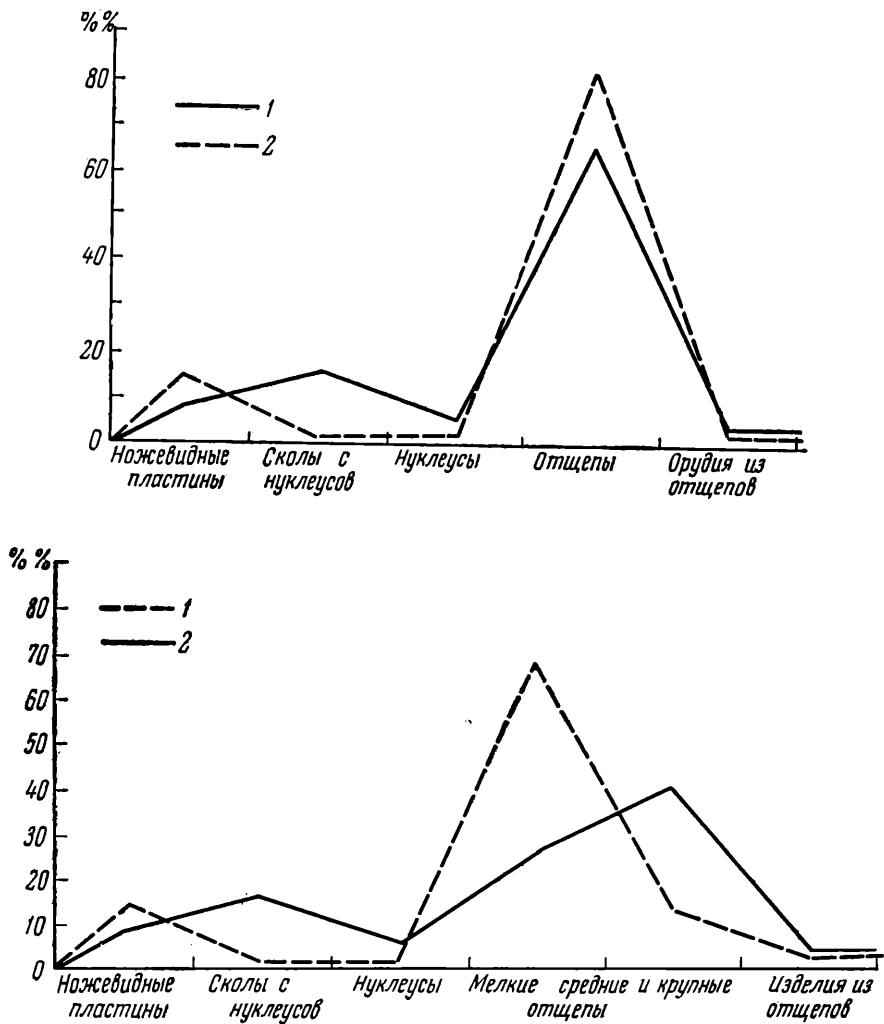 %%
80
60
40
20
0
1
2
Ножевидные пластины
Сколы с нуклеусов
Нуклеусы
Отщепы
Орудия из отщепов
%%
80
70
60
50
40
30
20
10
0
1
2
Ножевидные пластины
Сколы с нуклеусов
Нуклеусы
Мелкие средние и крупные отщепы
Изделия из отщепов